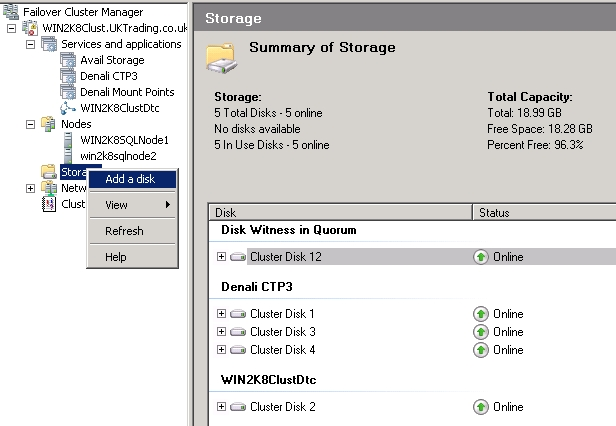 Failover Cluster Manager
WIN2K8Clust.UKTrading.co.uk
Services and applications
Avail Storage
Denali CTP3
Denali Mount Points
WIN2K8ClustDtc
Nodes
WIN2K8SQLNode1
win2k8sqlnode2
Stora
Netw
Clust
Add a disk
View
Refresh
Help
Storage
Summary of Storage
Storage:
5 Total Disks - 5 online
No disks available
5 In Use Disks - 5 online
Total Capacity:
Total: 18.99 GB
Free Space: 18.28 GB
Percent Free: 96.3%
Disk Status
Disk Witness in Quorum
Cluster Disk 12 Online
Denali CTP3
Cluster Disk 1 Online
Cluster Disk 3 Online
Cluster Disk 4 Online
WIN2K8ClustDtc
Cluster Disk 2 Online